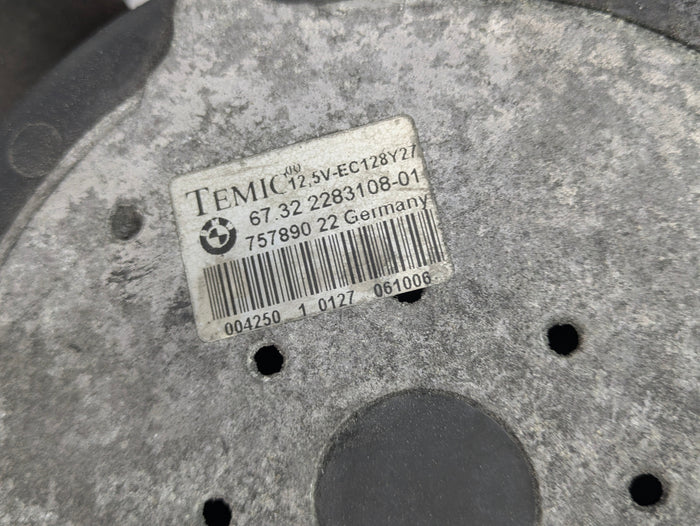 TEMIC (H) 12,5V-EC128Y27
67.32 2283108-01
757890 22 Germany
004250 1 0127 061006